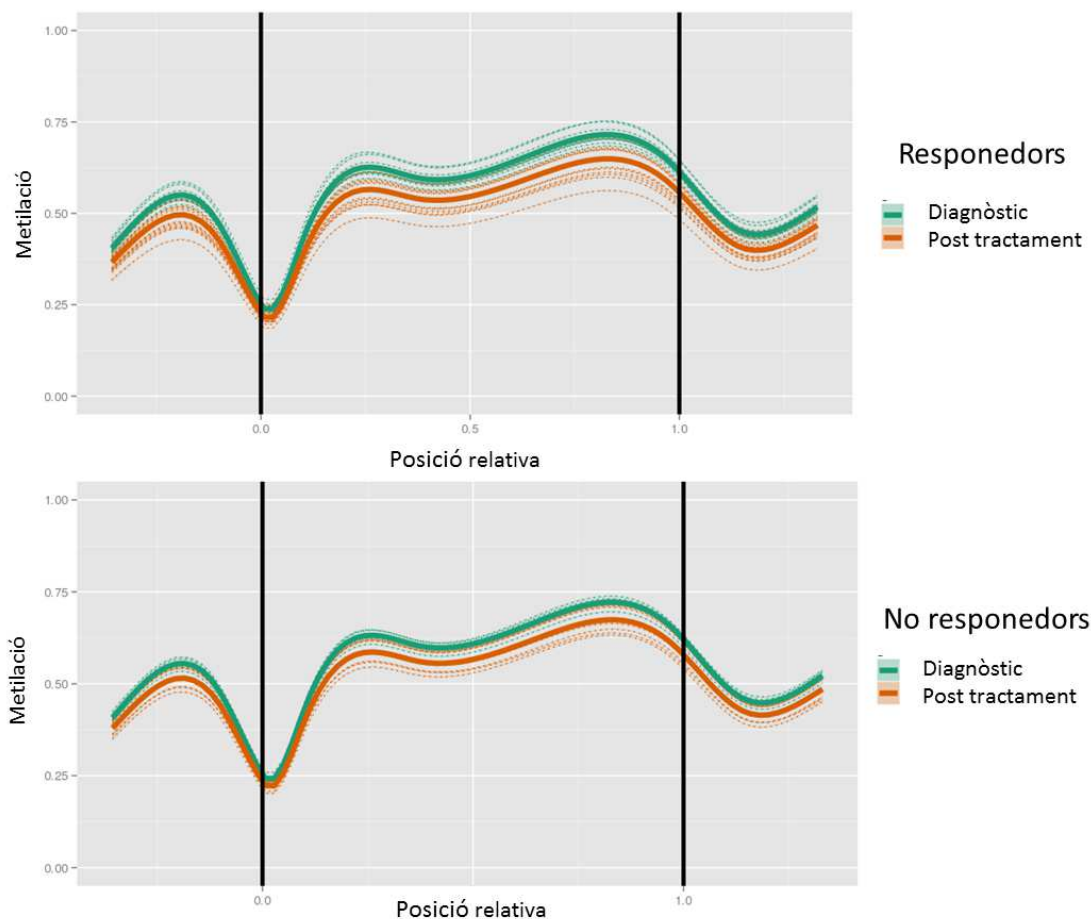 1.00
0.75
0.50
0.25
0.00
Metilació
0.0
0.5
1.0
Posició relativa
Responedors
Diagnòstic
Post tractament
1.00
0.75
0.50
0.25
0.00
Metilació
0.0
1.0
Posició relativa
No responedors
Diagnòstic
Post tractament